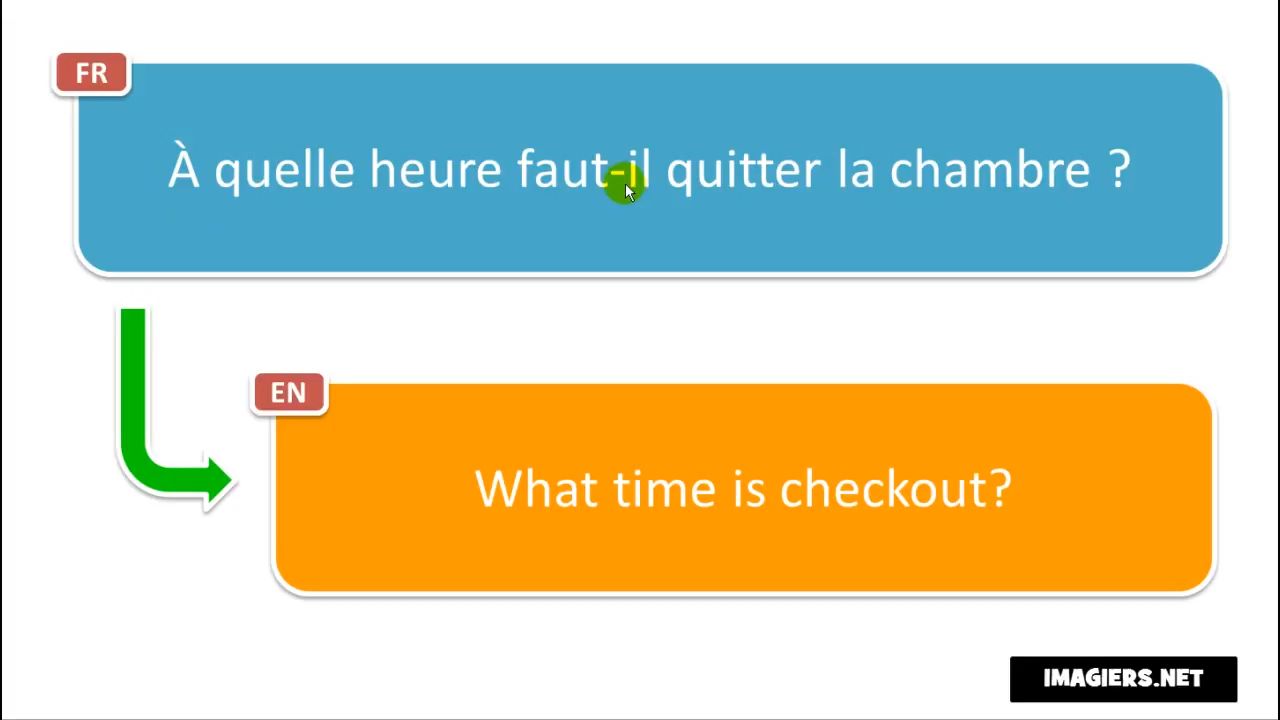 FR
À quelle heure faut-il quitter la chambre ?
EN
What time is checkout?
IMAGIERS.NET